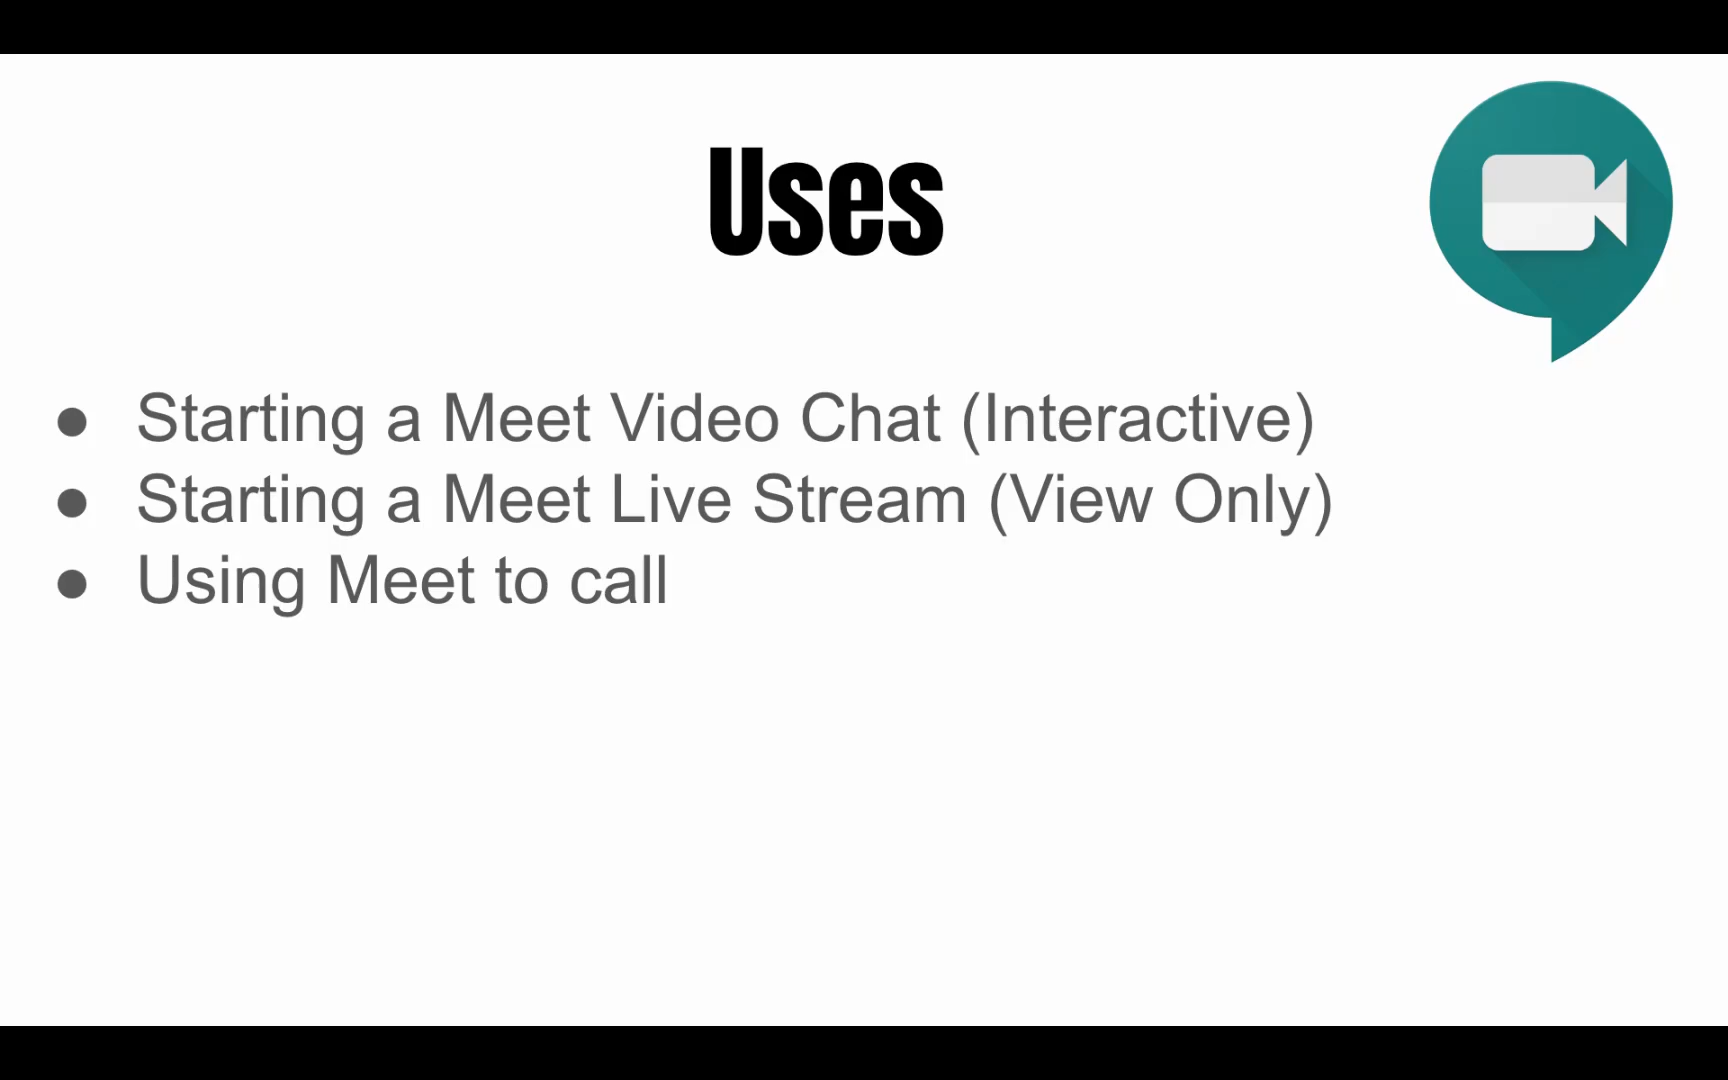 Uses
● Starting a Meet Video Chat (Interactive)
● Starting a Meet Live Stream (View Only)
● Using Meet to call